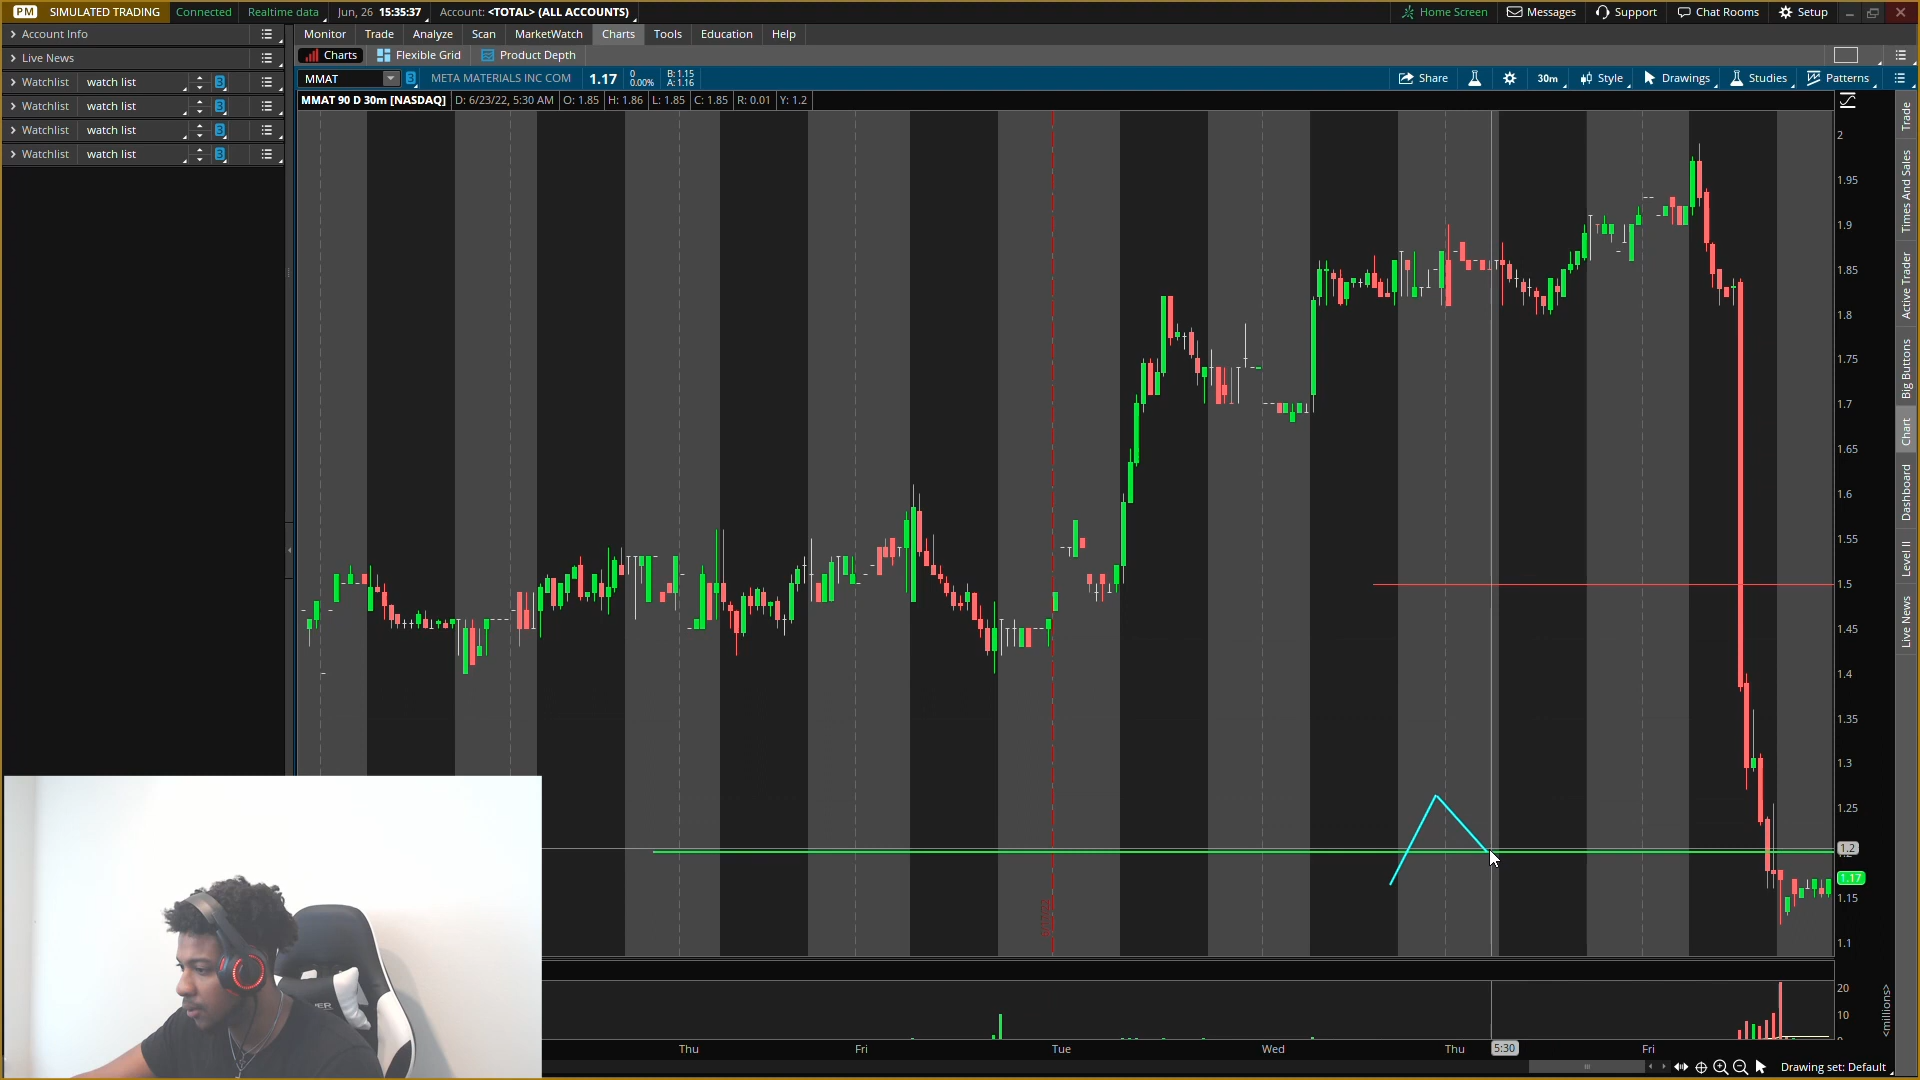 PM SIMULATED TRADING Connected Realtime data Jun, 26 15:35:37 Account: <TOTAL> (ALL ACCOUNTS) Home Screen Messages Support Chat Rooms Setup
Account Info
Live News
Watchlist watch list 3
Watchlist watch list 3
Watchlist watch list 3
Watchlist watch list 3
Monitor Trade Analyze Scan MarketWatch Charts Tools Education Help
Charts Flexible Grid Product Depth
MMAT 3 META MATERIALS INC COM 1.17 0 0.00% B: 1.15 A: 1.16 Share 30m Style Drawings Studies Patterns
MMAT 90 D 30m [NASDAQ] D: 6/23/22, 5:30 AM O: 1.85 H: 1.86 L: 1.85 C: 1.85 R: 0.01 Y: 1.2
2
1.95
1.9
1.85
1.8
1.75
1.7
1.65
1.6
1.55
1.5
1.45
1.4
1.35
1.3
1.25
1.2
1.17
1.15
1.1
20
10
<millions>
Trade
Times And Sales
Active Trader
Big Buttons
Chart
Dashboard
Level II
Live News
Thu Fri Tue Wed Thu 5:30 Fri
Drawing set: Default